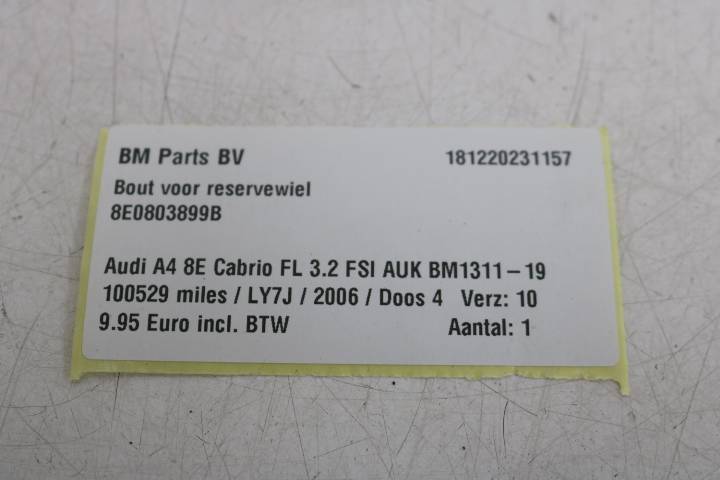 BM Parts BV 181220231157
Bout voor reservewiel
8E0803899B
Audi A4 8E Cabrio FL 3.2 FSI AUK BM1311-19
100529 miles / LY7J / 2006 / Doos 4 Verz: 10
9.95 Euro incl. BTW Aantal: 1